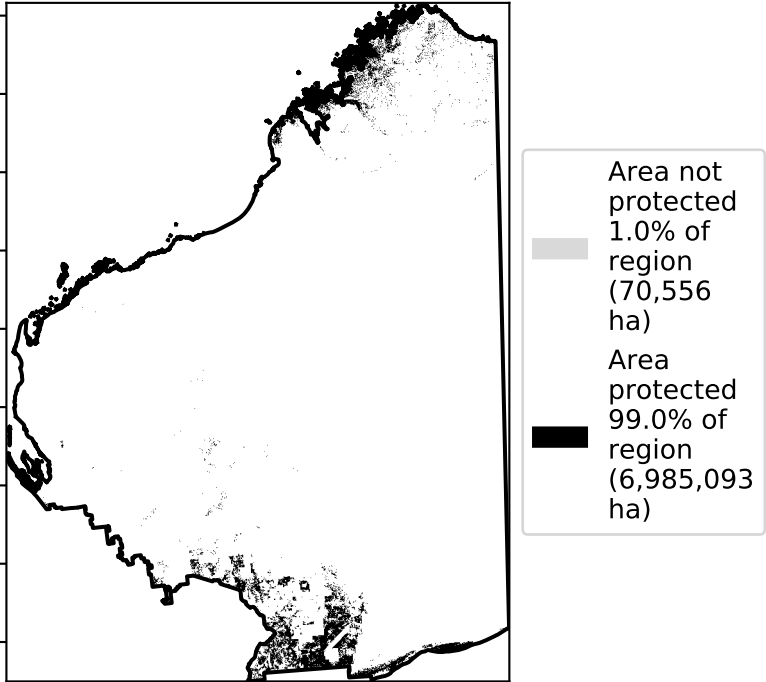 Area not
protected
1.0% of
region
(70,556
ha)
Area
protected
99.0% of
region
(6,985,093
ha)